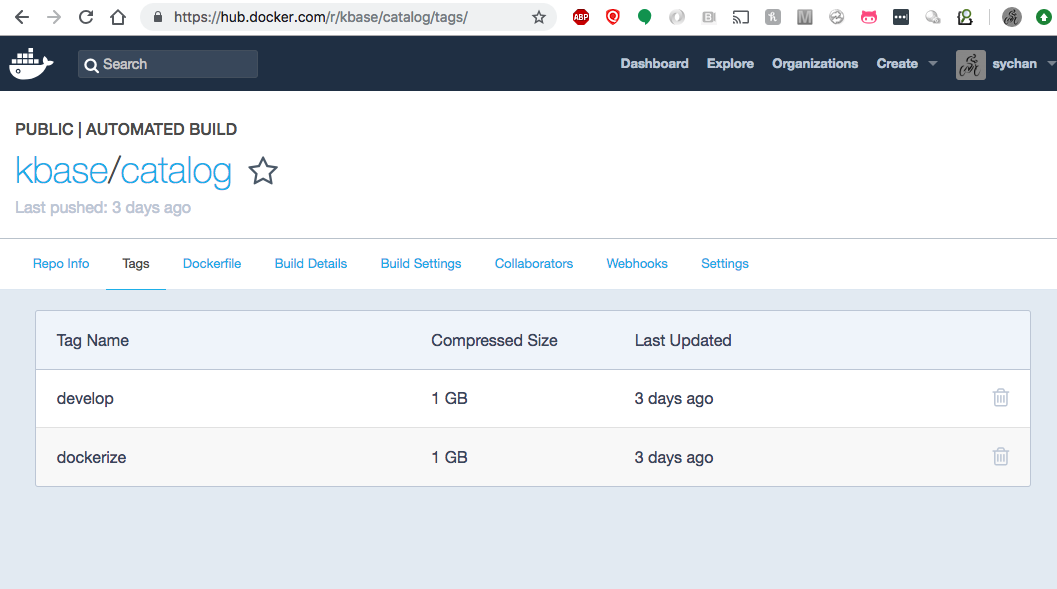 https://hub.docker.com/r/kbase/catalog/tags/
ABP
Search
Dashboard Explore Organizations Create sychan
PUBLIC | AUTOMATED BUILD
kbase/catalog
Last pushed: 3 days ago
Repo Info Tags Dockerfile Build Details Build Settings Collaborators Webhooks Settings
Tag Name Compressed Size Last Updated
develop 1 GB 3 days ago
dockerize 1 GB 3 days ago